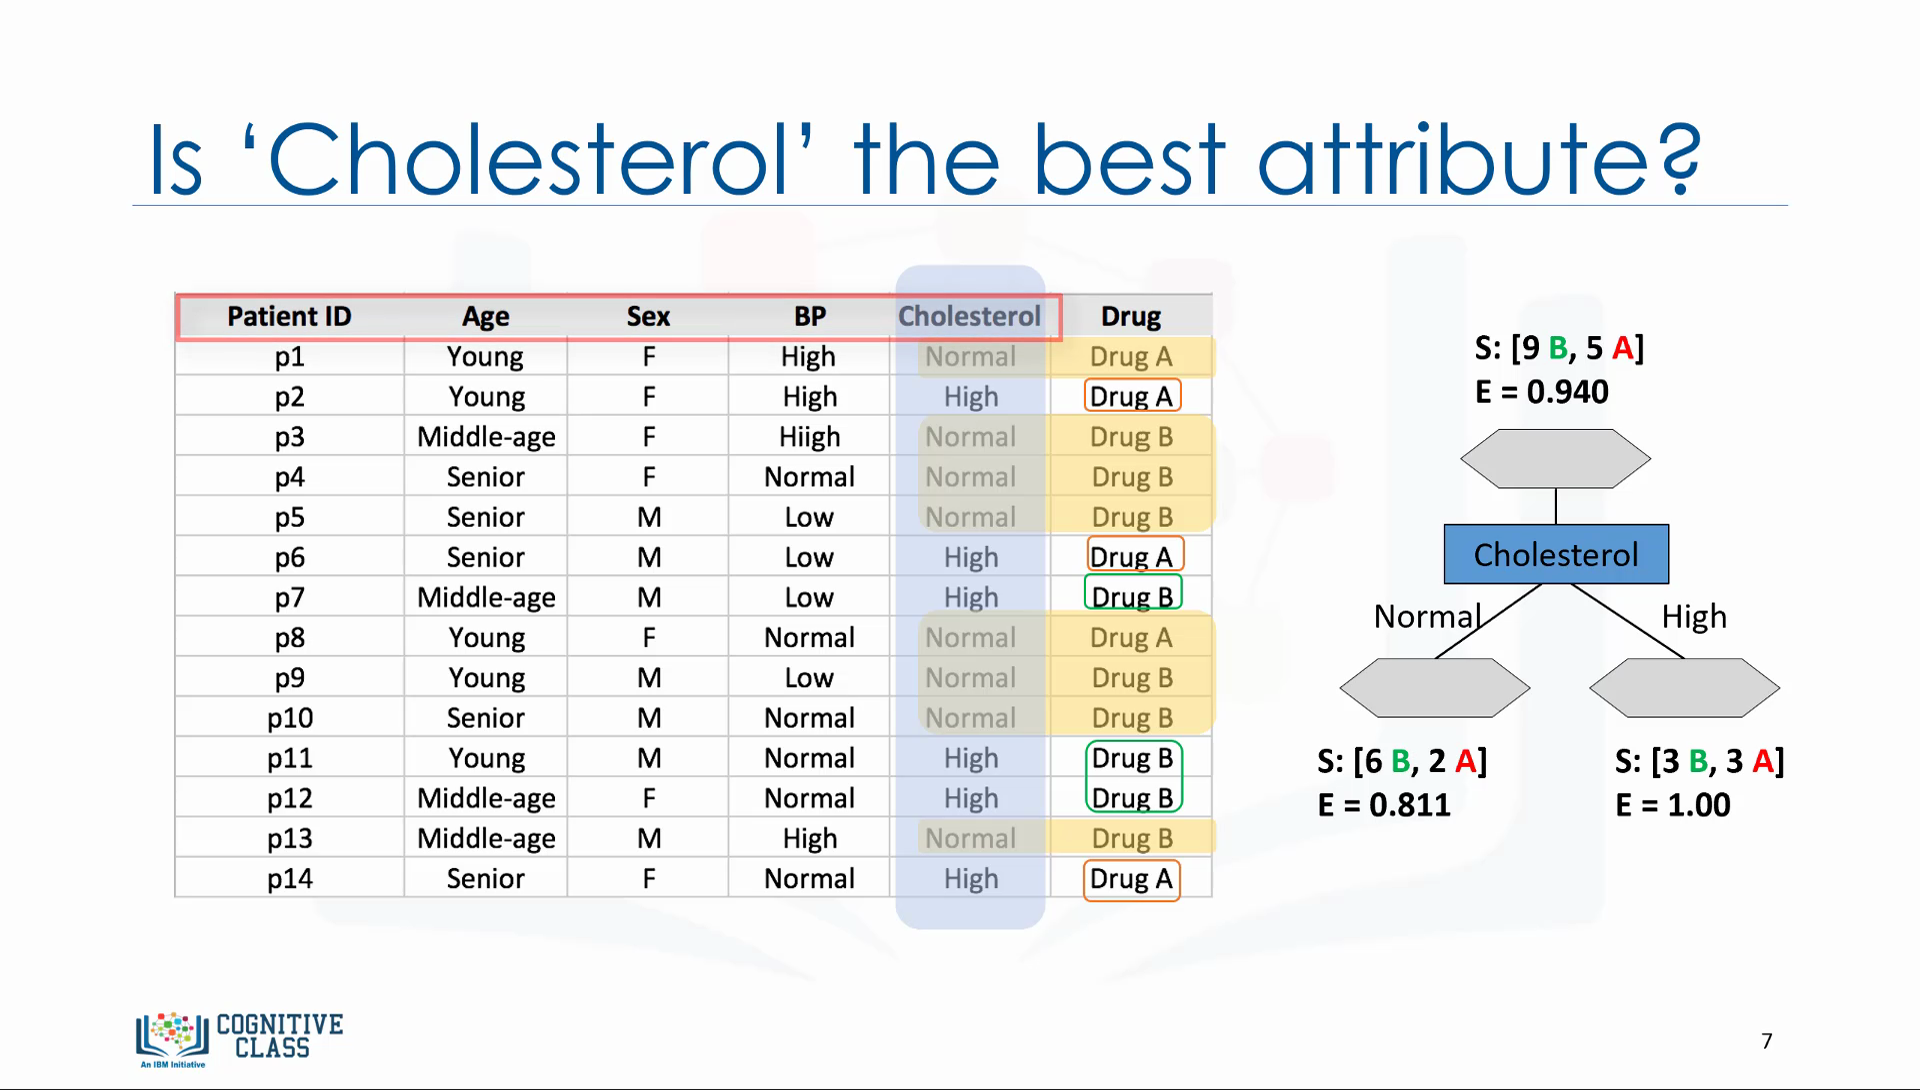 Is ‘Cholesterol’ the best attribute?
Patient ID Age Sex BP Cholesterol Drug
p1 Young F High Normal Drug A
p2 Young F High High Drug A
p3 Middle-age F Hiigh Normal Drug B
p4 Senior F Normal Normal Drug B
p5 Senior M Low Normal Drug B
p6 Senior M Low High Drug A
p7 Middle-age M Low High Drug B
p8 Young F Normal Normal Drug A
p9 Young M Low Normal Drug B
p10 Senior M Normal Normal Drug B
p11 Young M Normal High Drug B
p12 Middle-age F Normal High Drug B
p13 Middle-age M High Normal Drug B
p14 Senior F Normal High Drug A
S: [9 B, 5 A]
E = 0.940
Cholesterol
Normal High
S: [6 B, 2 A] S: [3 B, 3 A]
E = 0.811 E = 1.00
COGNITIVE
CLASS
An IBM Initiative
7